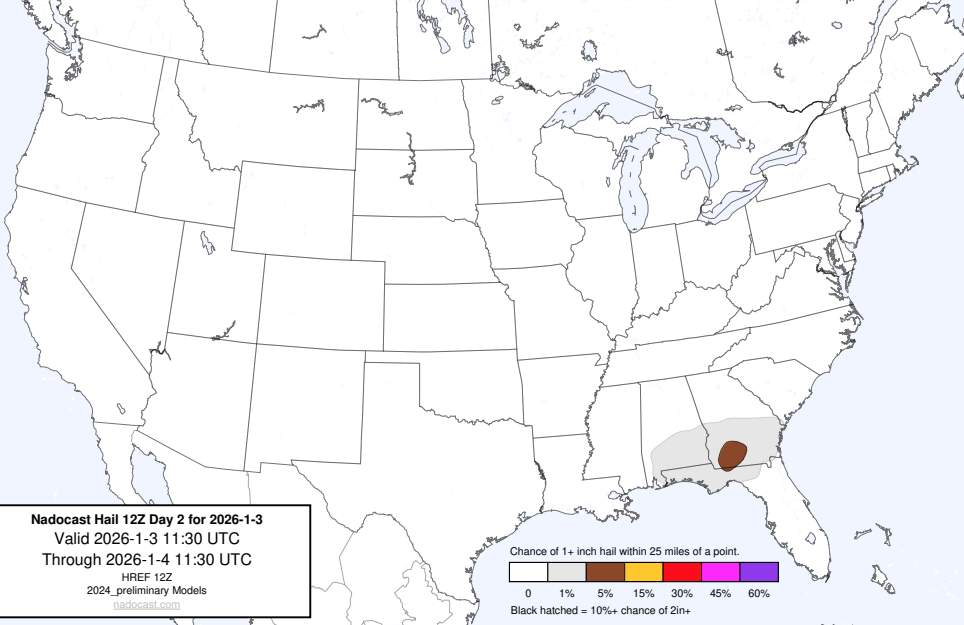 Nadocast Hail 12Z Day 2 for 2026-1-3
Valid 2026-1-3 11:30 UTC
Through 2026-1-4 11:30 UTC
HREF 12Z
2024_preliminary Models
nadocast.com
Chance of 1+ inch hail within 25 miles of a point.
0 1% 5% 15% 30% 45% 60%
Black hatched = 10%+ chance of 2in+